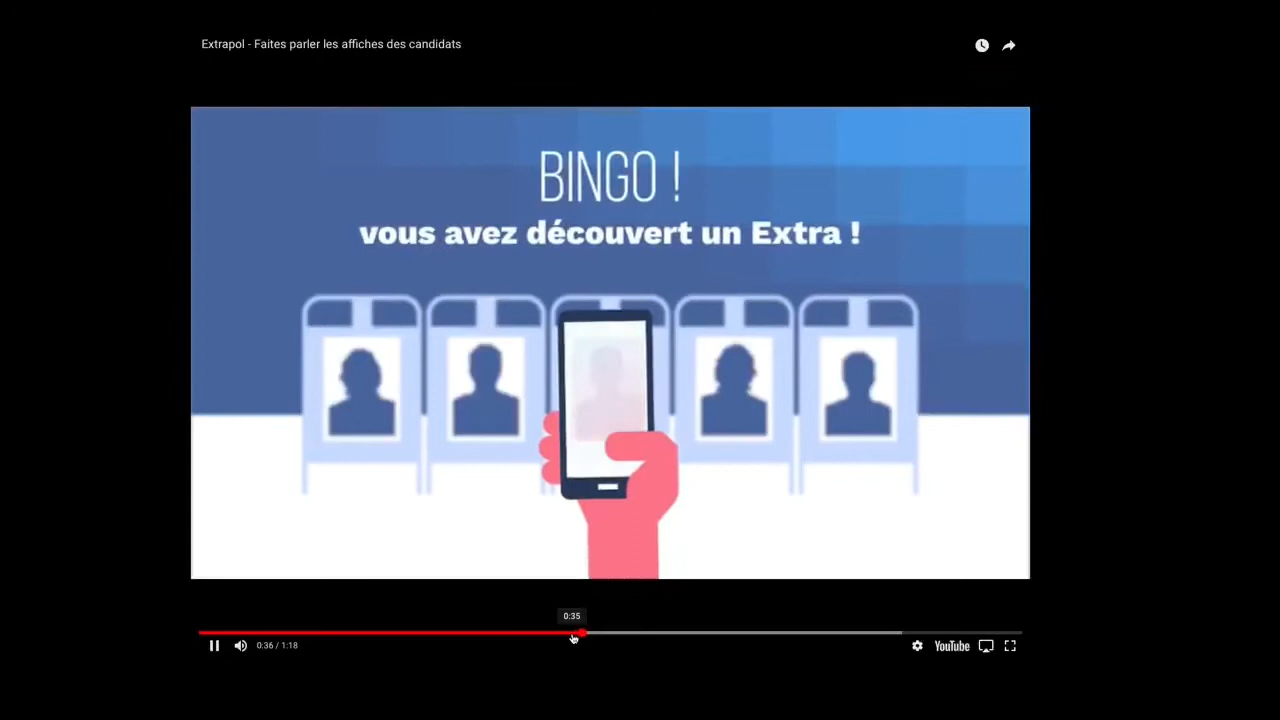 Extrapol - Faites parler les affiches des candidats
BINGO !
vous avez découvert un Extra !
0:35
0:36 / 1:18
YouTube